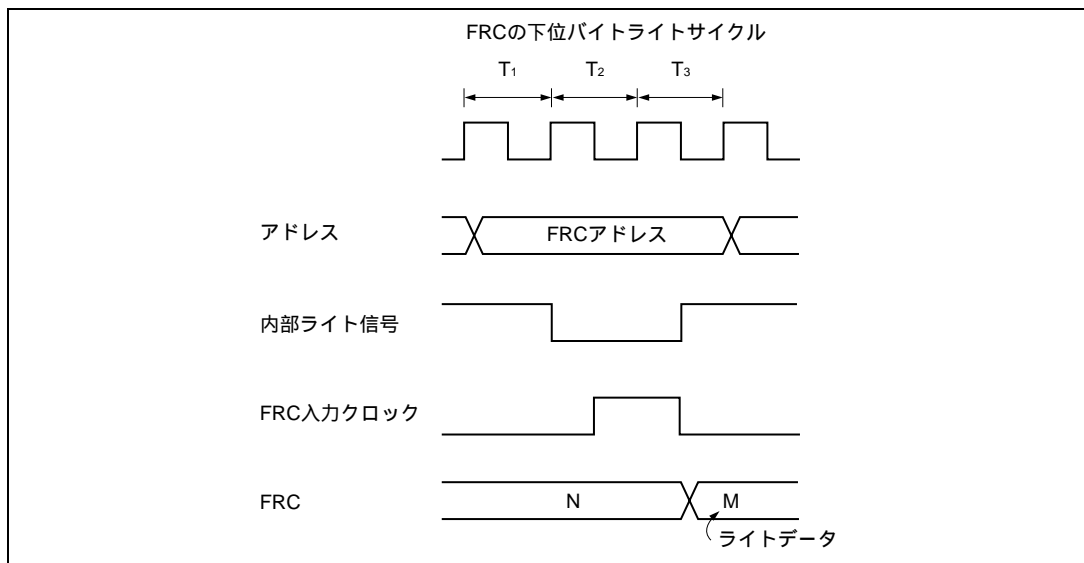 FRCの下位バイトライトサイクル
T1 T2 T3
アドレス FRCアドレス
内部ライト信号
FRC入力クロック
FRC N M
ライトデータ